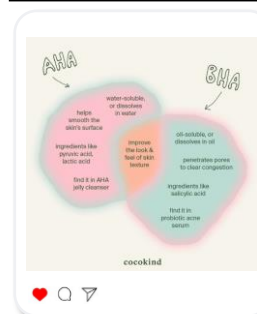 AHA
BHA
water-soluble,
or dissolves
in water
helps
smooth the
skin's surface
ingredients like
pyruvic acid,
lactic acid
find it in AHA
jelly cleanser
improve
the look &
feel of skin
texture
oil-soluble, or
dissolves in oil
penetrates pores
to clear congestion
ingredients like
salicylic acid
find it in
probiotic acne
serum
cocokind